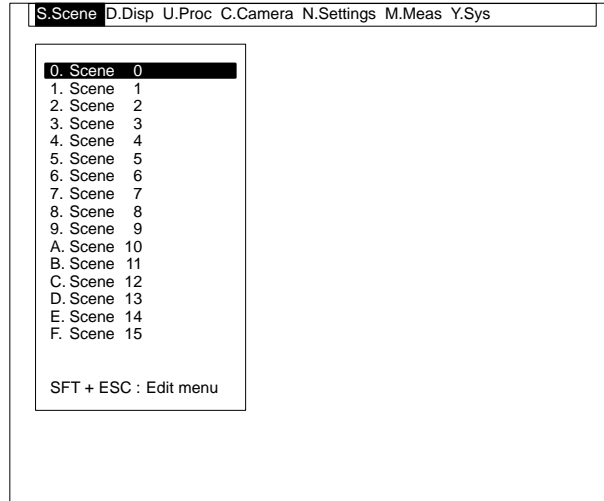 S.Scene D.Disp U.Proc C.Camera N.Settings M.Meas Y.Sys
0. Scene 0
1. Scene 1
2. Scene 2
3. Scene 3
4. Scene 4
5. Scene 5
6. Scene 6
7. Scene 7
8. Scene 8
9. Scene 9
A. Scene 10
B. Scene 11
C. Scene 12
D. Scene 13
E. Scene 14
F. Scene 15
SFT + ESC : Edit menu